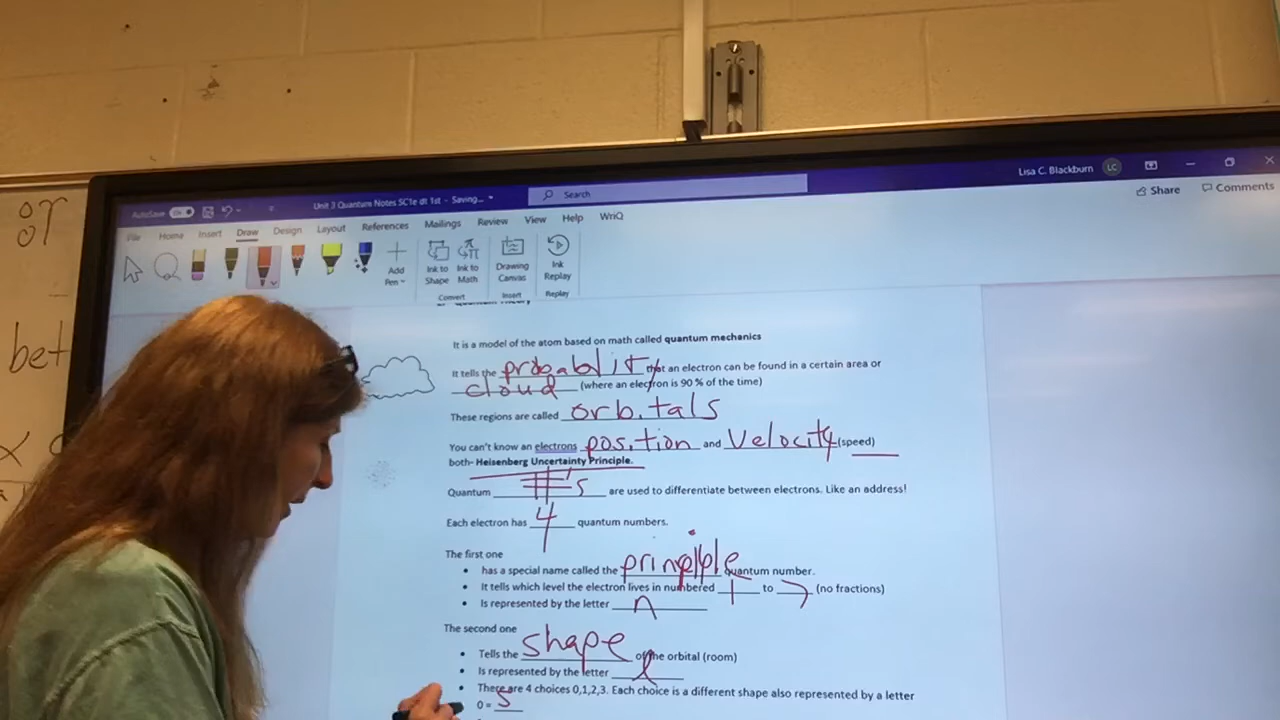 or
bet
x
Lisa C. Blackburn LC
AutoSave On Unit 3 Quantum Notes SC1e dt 1st - Saving... Search
File Home Insert Draw Design Layout References Mailings Review View Help WriQ Share Comments
Add Pen Ink to Shape Ink to Math Drawing Canvas Ink Replay
Convert Insert Replay
It is a model of the atom based on math called quantum mechanics
It tells the probablit that an electron can be found in a certain area or
cloud (where an electron is 90 % of the time)
These regions are called orbitals
You can't know an electrons position and velocity (speed)
both- Heisenberg Uncertainty Principle.
Quantum #'s are used to differentiate between electrons. Like an address!
Each electron has 4 quantum numbers.
The first one
• has a special name called the principle quantum number.
• It tells which level the electron lives in numbered 1 to 7 (no fractions)
• Is represented by the letter n
The second one
• Tells the shape of the orbital (room)
• Is represented by the letter l
• There are 4 choices 0,1,2,3. Each choice is a different shape also represented by a letter
0 = s